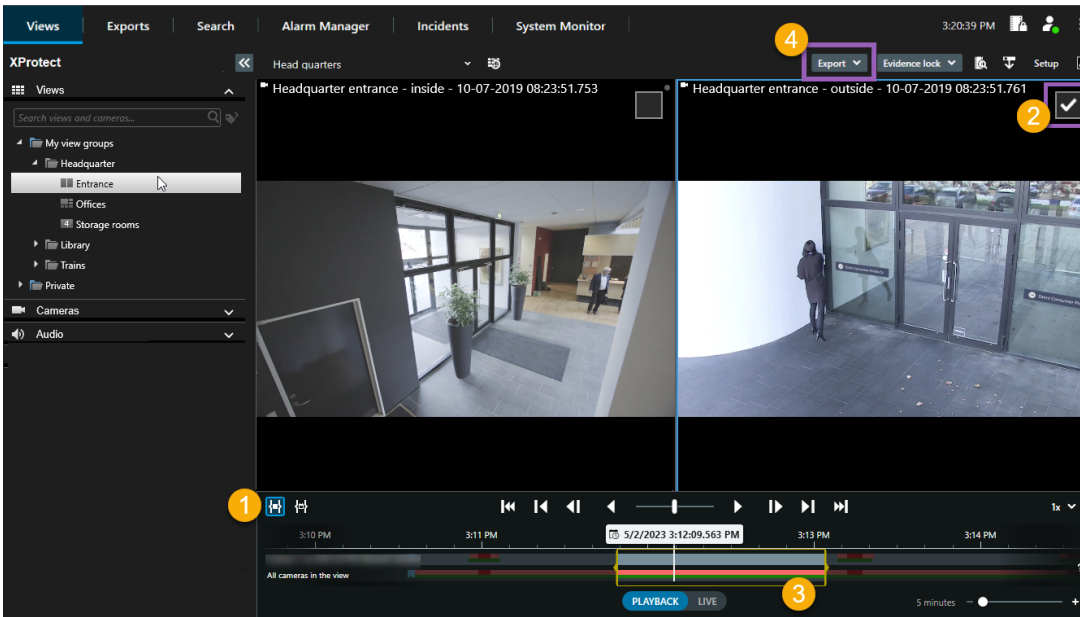 Views
Exports
Search
Alarm Manager
Incidents
System Monitor
3:20:39 PM
4
XProtect
Head quarters
Export
Evidence lock
Setup
Views
Headquarter entrance - inside - 10-07-2019 08:23:51.753
Headquarter entrance - outside - 10-07-2019 08:23:51.761
2
Search views and cameras...
My view groups
Headquarter
Entrance
Offices
4 Storage rooms
Library
Trains
Private
Cameras
Audio
1
1x
3:10 PM
3:11 PM
5/2/2023 3:12:09.563 PM
3:13 PM
3:14 PM
All cameras in the view
3
PLAYBACK
LIVE
5 minutes